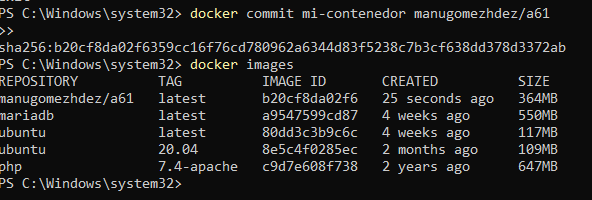 PS C:\Windows\system32> docker commit mi-contenedor manugomezhdez/a61
>>
sha256:b20cf8da02f6359cc16f76cd780962a6344d83f5238c7b3cf638dd378d3372ab
PS C:\Windows\system32> docker images
REPOSITORY TAG IMAGE ID CREATED SIZE
manugomezhdez/a61 latest b20cf8da02f6 25 seconds ago 364MB
mariadb latest a9547599cd87 4 weeks ago 550MB
ubuntu latest 80dd3c3b9c6c 4 weeks ago 117MB
ubuntu 20.04 8e5c4f0285ec 2 months ago 109MB
php 7.4-apache c9d7e608f738 2 years ago 647MB
PS C:\Windows\system32>